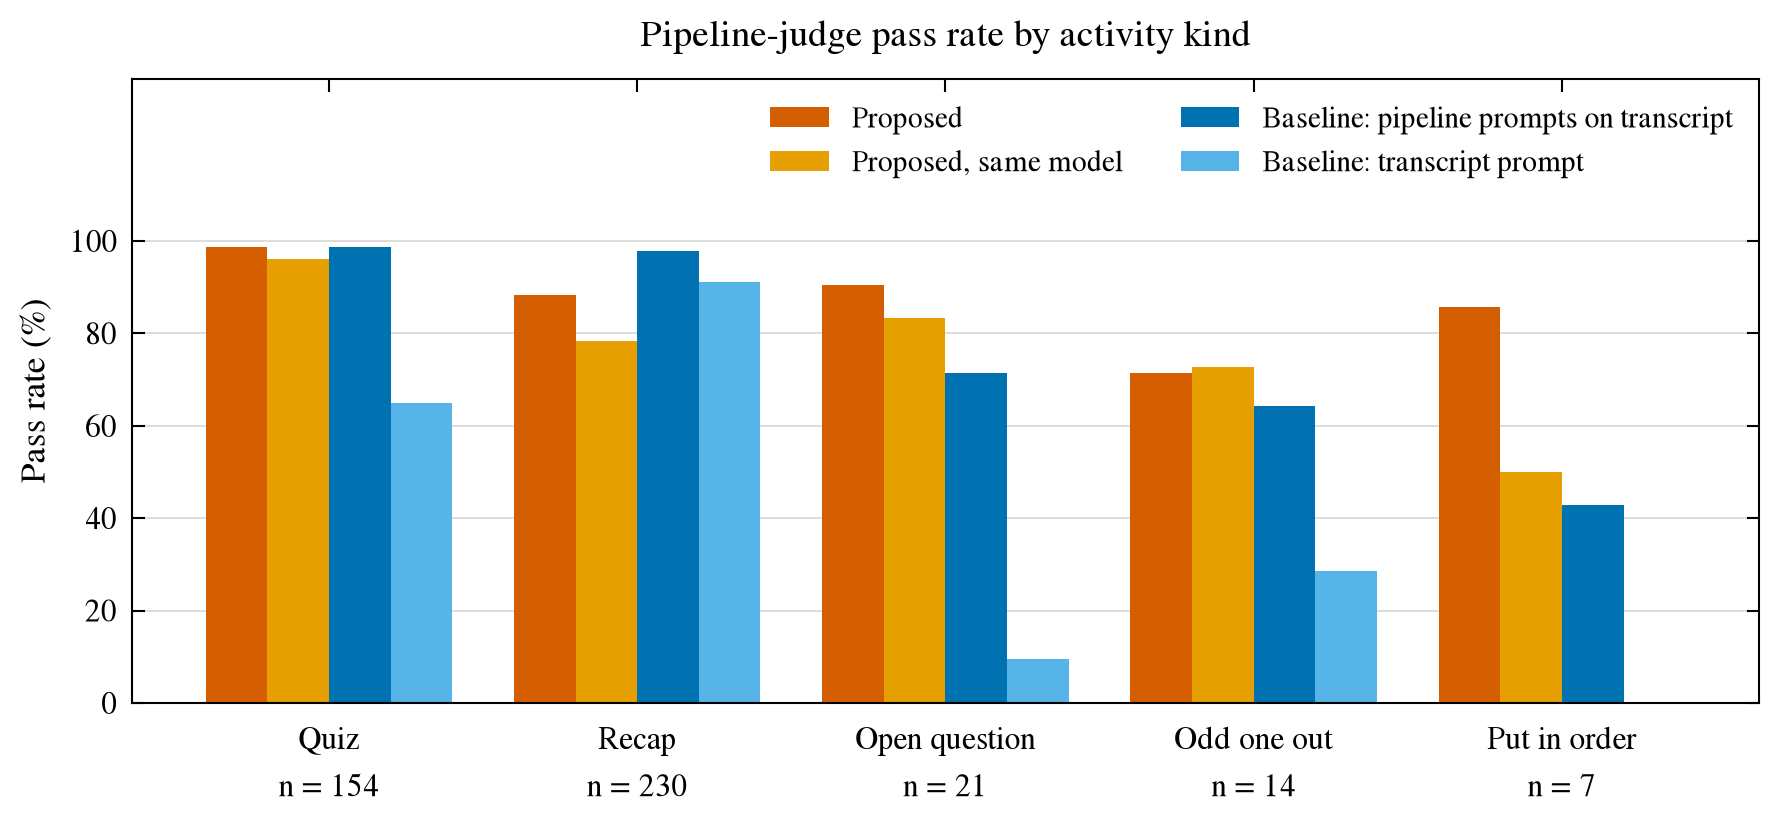 Pipeline-judge pass rate by activity kind
Proposed
Proposed, same model
Baseline: pipeline prompts on transcript
Baseline: transcript prompt
Pass rate (%)
100
80
60
40
20
0
Quiz
n = 154
Recap
n = 230
Open question
n = 21
Odd one out
n = 14
Put in order
n = 7